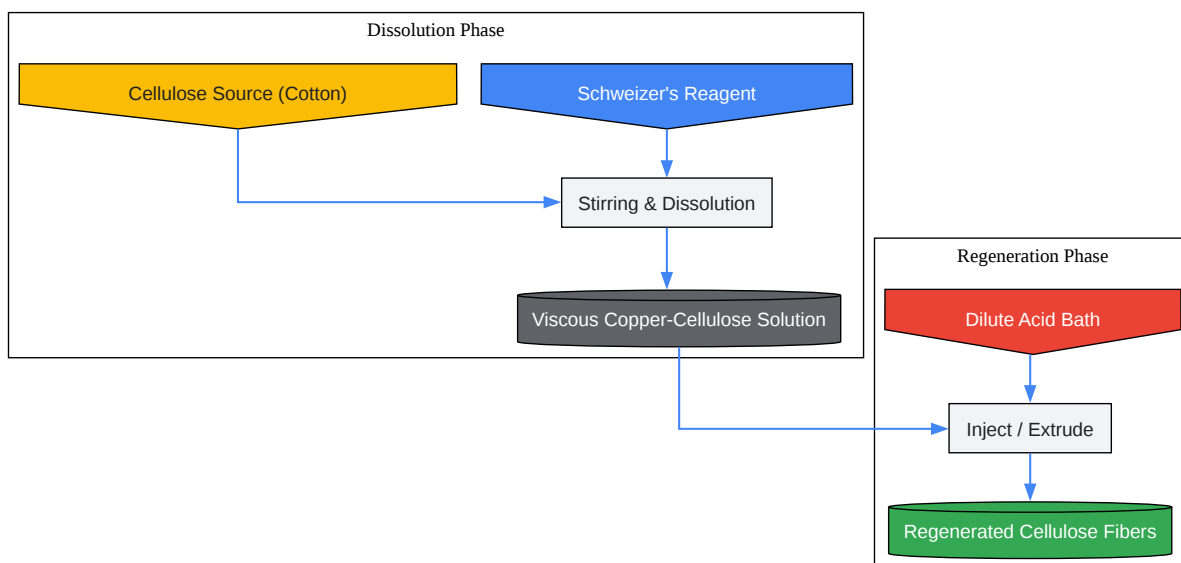 Dissolution Phase
Cellulose Source (Cotton)
Schweizer's Reagent
Stirring & Dissolution
Viscous Copper-Cellulose Solution
Regeneration Phase
Dilute Acid Bath
Inject / Extrude
Regenerated Cellulose Fibers